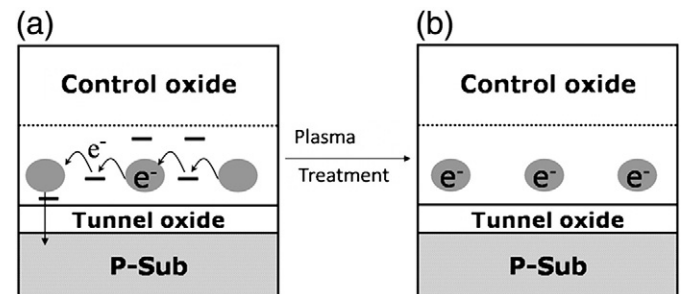 (a)
Control oxide
e-
e-
Tunnel oxide
P-Sub
Plasma
Treatment
(b)
Control oxide
e- e- e-
Tunnel oxide
P-Sub